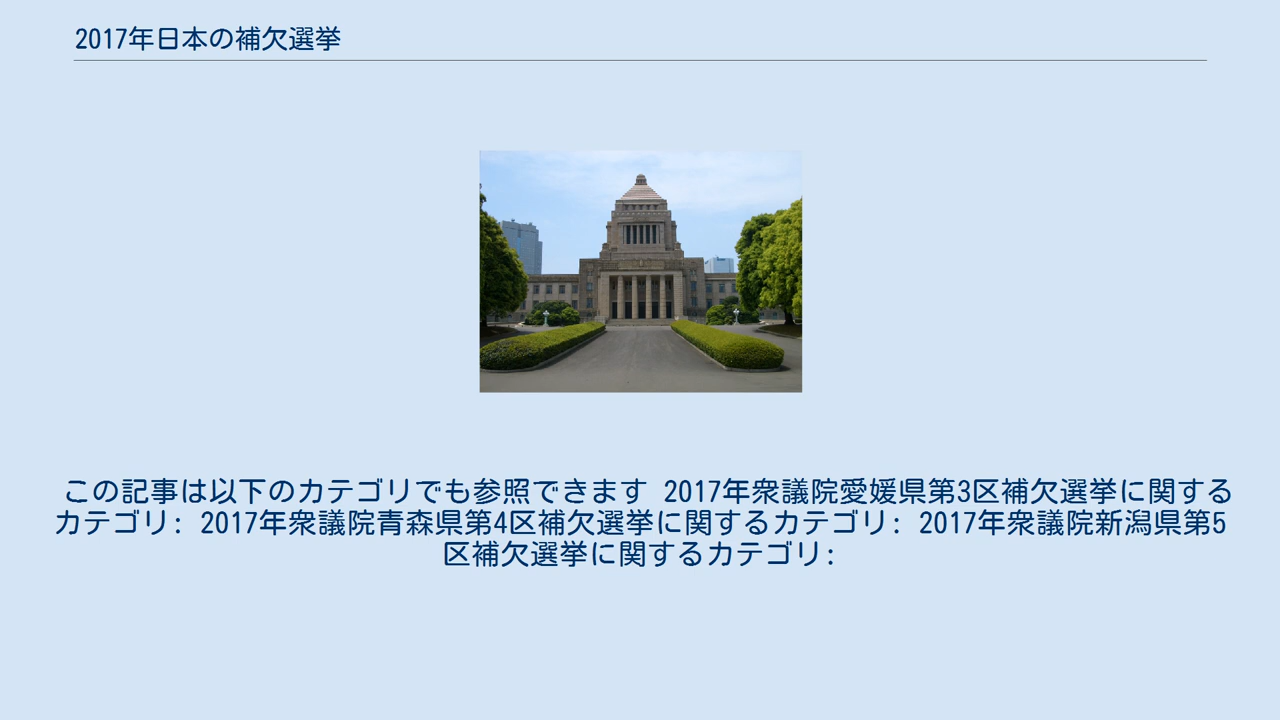 2017年日本の補欠選挙
この記事は以下のカテゴリでも参照できます 2017年衆議院愛媛県第3区補欠選挙に関する
カテゴリ: 2017年衆議院青森県第4区補欠選挙に関するカテゴリ: 2017年衆議院新潟県第5
区補欠選挙に関するカテゴリ: